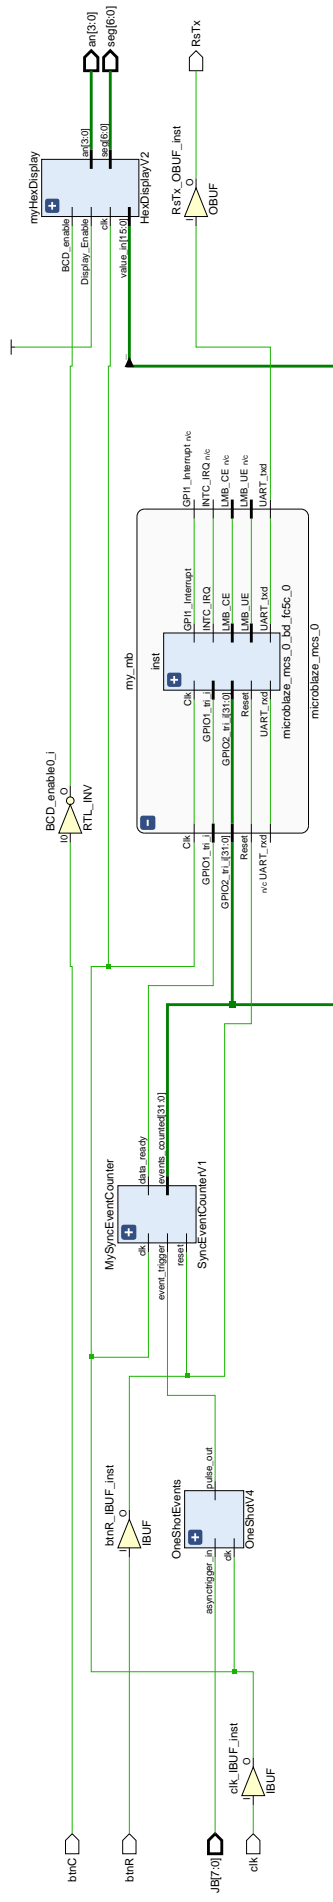 an[3:0]
seg[6:0]
RsTx
myHexDisplay
BCD_enable
Display_Enable
clk
value_in[15:0]
an[3:0]
seg[6:0]
HexDisplayV2
RsTx_OBUF_inst
I
O
OBUF
my_mb
GPI1_Interrupt n/c
INTC_IRQ n/c
LMB_CE n/c
LMB_UE n/c
UART_txd
inst
GPI1_Interrupt
INTC_IRQ
LMB_CE
LMB_UE
UART_txd
Clk
GPIO1_tri_i
GPIO2_tri_i[31:0]
Reset
UART_rxd
microblaze_mcs_0_bd_fc5c_0
Clk
GPIO1_tri_i
GPIO2_tri_i[31:0]
Reset
n/c UART_rxd
microblaze_mcs_0
BCD_enable0_i
I0
O
RTL_INV
MySyncEventCounter
clk
event_trigger
reset
data_ready
events_counted[31:0]
SyncEventCounterV1
btnR_IBUF_inst
I
O
IBUF
OneShotEvents
asynctrigger_in
clk
pulse_out
OneShotV4
clk_IBUF_inst
I
O
IBUF
btnC
btnR
JB[7:0]
clk